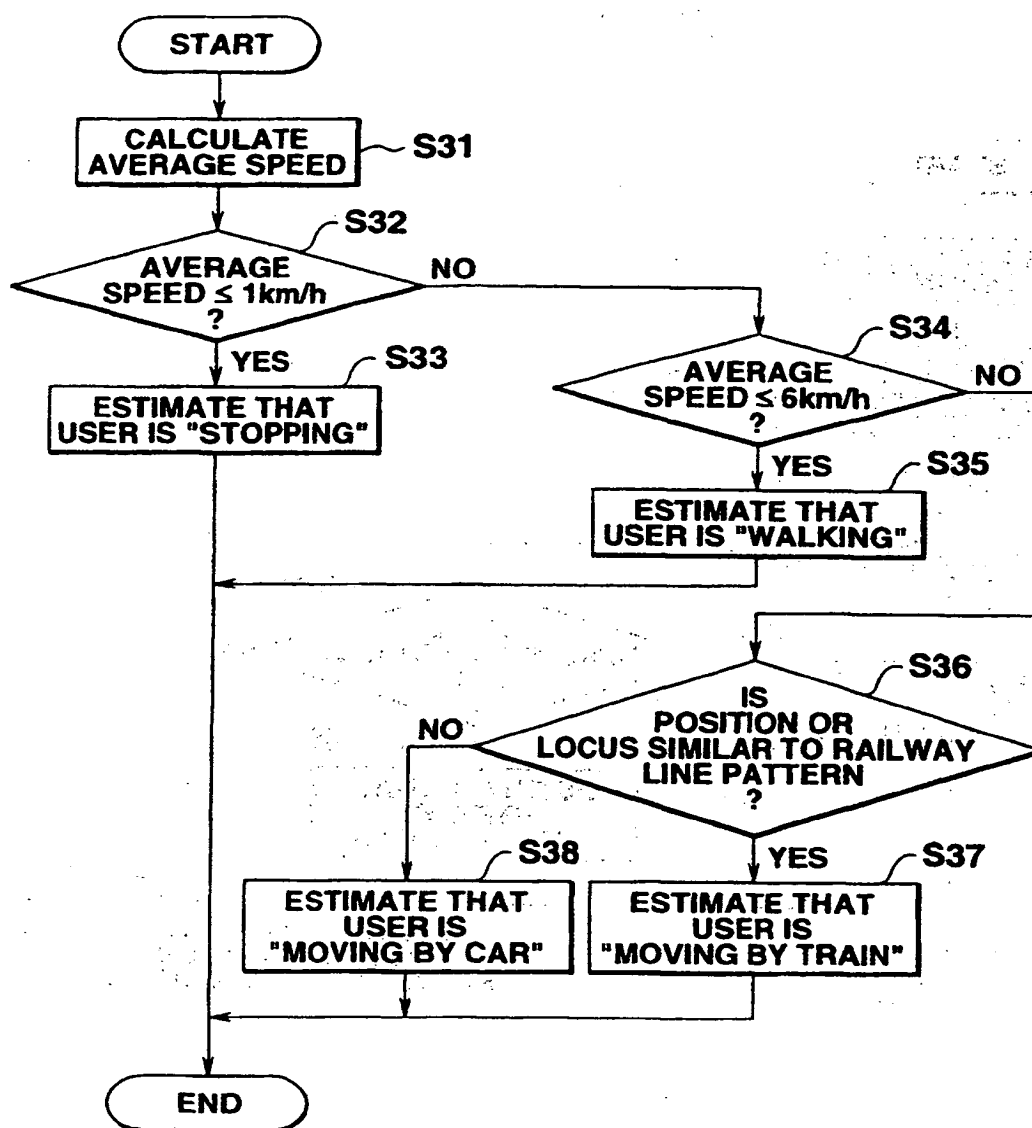 START
CALCULATE
AVERAGE SPEED
S31
S32
AVERAGE
SPEED ≤ 1km/h
?
NO
YES
S33
ESTIMATE THAT
USER IS "STOPPING"
S34
AVERAGE
SPEED ≤ 6km/h
?
NO
YES
S35
ESTIMATE THAT
USER IS "WALKING"
S36
IS
POSITION OR
LOCUS SIMILAR TO RAILWAY
LINE PATTERN
?
NO
YES
S38
ESTIMATE THAT
USER IS
"MOVING BY CAR"
S37
ESTIMATE THAT
USER IS
"MOVING BY TRAIN"
END